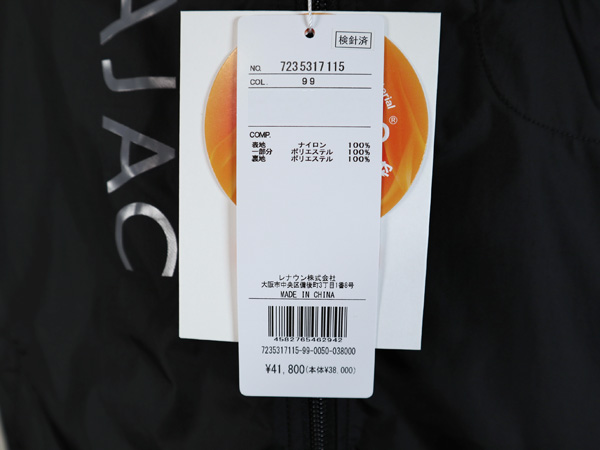 AJAC
検針済
NO. 7235317115
COL. 99
COMP.
表地 ナイロン 100%
一部分 ポリエステル 100%
裏地 ポリエステル 100%
レナウン株式会社
大阪市中央区備後町3丁目1番6号
MADE IN CHINA
4582765462942
7235317115-99-0050-038000
¥41,800(本体¥38,000)
erial
®